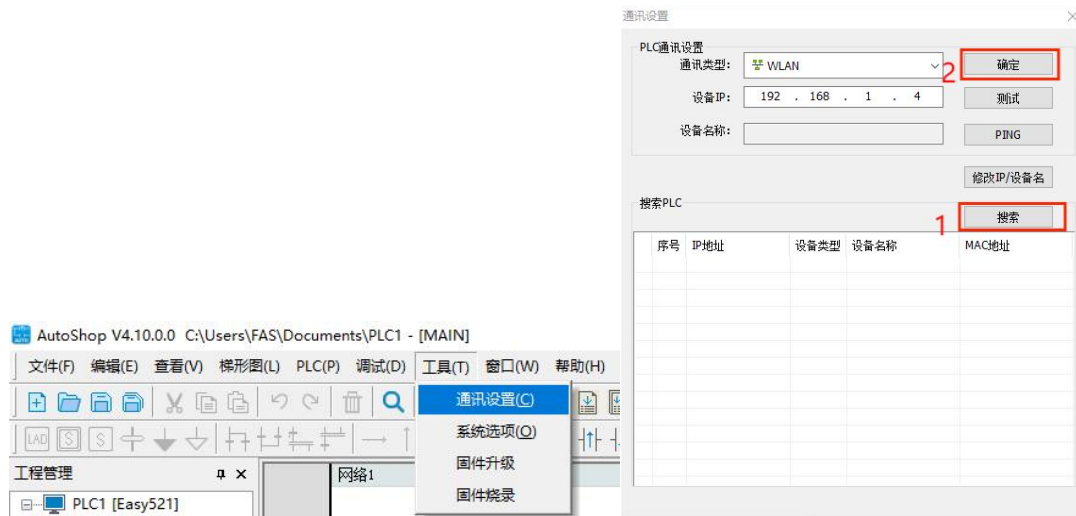 通讯设置
PLC通讯设置
通讯类型: WLAN
2
确定
设备IP: 192 . 168 . 1 . 4
测试
设备名称:
PING
修改IP/设备名
搜索PLC
1
搜索
序号 IP地址 设备类型 设备名称 MAC地址
AutoShop V4.10.0.0 C:\Users\FAS\Documents\PLC1 - [MAIN]
文件(F) 编辑(E) 查看(V) 梯形图(L) PLC(P) 调试(D) 工具(T) 窗口(W) 帮助(H)
通讯设置(C)
LAD S S
系统选项(O)
工程管理
网络1
固件升级
固件烧录
PLC1 [Easy521]